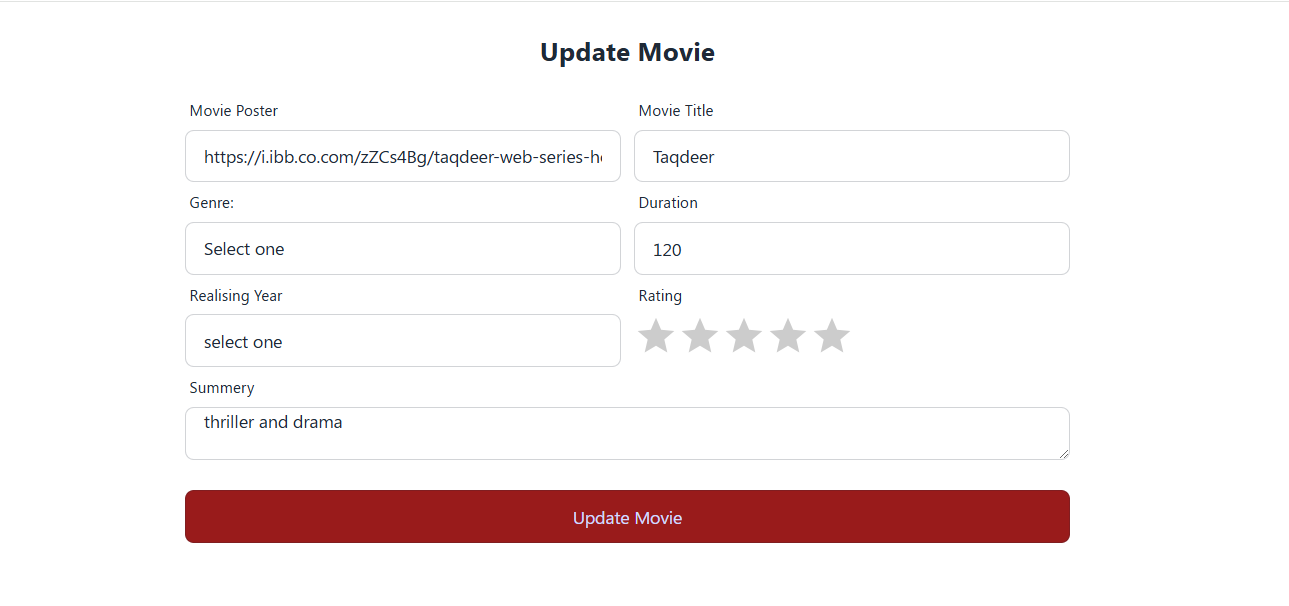 Update Movie
Movie Poster
Movie Title
https://i.ibb.co.com/zZCs4Bg/taqdeer-web-series-h
Taqdeer
Genre:
Duration
Select one
120
Realising Year
Rating
select one
Summery
thriller and drama
Update Movie